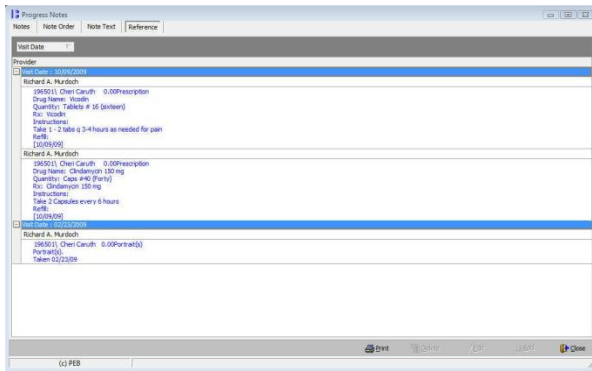 Progress Notes
Notes Note Order Note Text Reference
Visit Date
Provider
Visit Date : 10/09/2009
Richard A. Murdoch
196501\ Cheri Caruth 0.00Prescription
Drug Name: Vicodin
Quantity: Tablets # 16 (sixteen)
Rx: Vicodin
Instructions:
Take 1 - 2 tabs q 3-4 hours as needed for pain
Refill:
[10/09/09]
Richard A. Murdoch
196501\ Cheri Caruth 0.00Prescription
Drug Name: Clindamycin 150 mg
Quantity: Caps #40 (Forty)
Rx: Clindamycin 150 mg
Instructions:
Take 2 Capsules every 6 hours
Refill:
[10/09/09]
Visit Date : 02/23/2009
Richard A. Murdoch
196501\ Cheri Caruth 0.00Portrait(s)
Portrait(s).
Taken 02/23/09
Print Delete Edit Add Close
(c) PEB